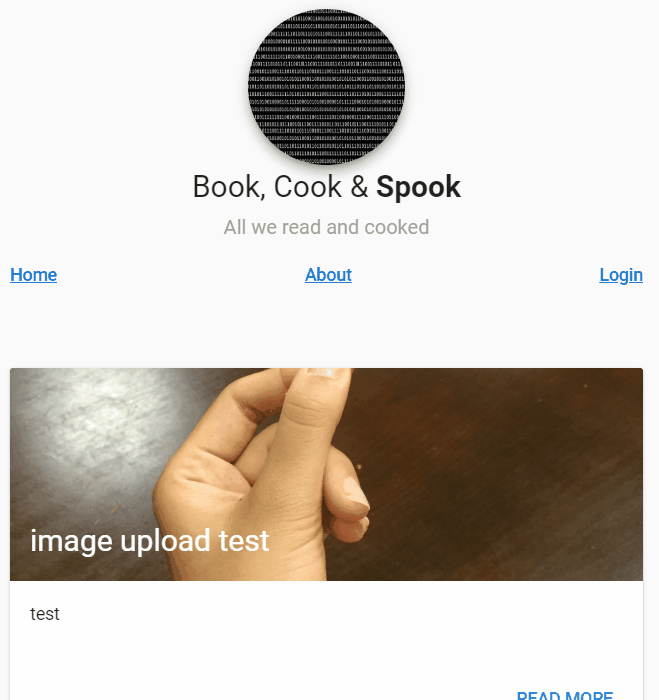 Book, Cook & Spook
All we read and cooked
Home About Login
image upload test
test
READ MORE